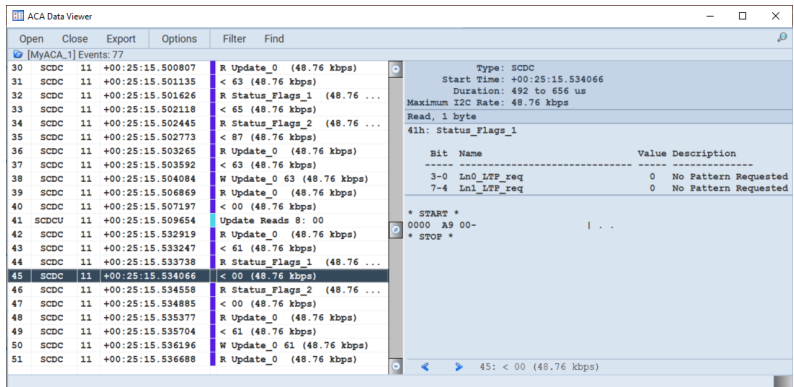 ACA Data Viewer
Open Close Export Options Filter Find
[MyACA_1] Events: 77
30 SCDC 11 +00:25:15.500807 R Update_0 (48.76 kbps)
31 SCDC 11 +00:25:15.501135 < 63 (48.76 kbps)
32 SCDC 11 +00:25:15.501626 R Status_Flags_1 (48.76 ...
33 SCDC 11 +00:25:15.502118 < 65 (48.76 kbps)
34 SCDC 11 +00:25:15.502445 R Status_Flags_2 (48.76 ...
35 SCDC 11 +00:25:15.502773 < 87 (48.76 kbps)
36 SCDC 11 +00:25:15.503265 R Update_0 (48.76 kbps)
37 SCDC 11 +00:25:15.503592 < 63 (48.76 kbps)
38 SCDC 11 +00:25:15.504084 W Update_0 63 (48.76 kbps)
39 SCDC 11 +00:25:15.506869 R Update_0 (48.76 kbps)
40 SCDC 11 +00:25:15.507197 < 00 (48.76 kbps)
41 SCDCU 11 +00:25:15.509654 Update Reads 8: 00
42 SCDC 11 +00:25:15.532919 R Update_0 (48.76 kbps)
43 SCDC 11 +00:25:15.533247 < 61 (48.76 kbps)
44 SCDC 11 +00:25:15.533738 R Status_Flags_1 (48.76 ...
45 SCDC 11 +00:25:15.534066 < 00 (48.76 kbps)
46 SCDC 11 +00:25:15.534558 R Status_Flags_2 (48.76 ...
47 SCDC 11 +00:25:15.534885 < 00 (48.76 kbps)
48 SCDC 11 +00:25:15.535377 R Update_0 (48.76 kbps)
49 SCDC 11 +00:25:15.535704 < 61 (48.76 kbps)
50 SCDC 11 +00:25:15.536196 W Update_0 61 (48.76 kbps)
51 SCDC 11 +00:25:15.536688 R Update_0 (48.76 kbps)
Type: SCDC
Start Time: +00:25:15.534066
Duration: 492 to 656 us
Maximum I2C Rate: 48.76 kbps
Read, 1 byte
41h: Status_Flags_1
Bit Name Value Description
----- ------------------------------ ----- --------------
3-0 Ln0_LTP_req 0 No Pattern Requested
7-4 Ln1_LTP_req 0 No Pattern Requested
* START *
0000 A9 00- | . .
* STOP *
45: < 00 (48.76 kbps)